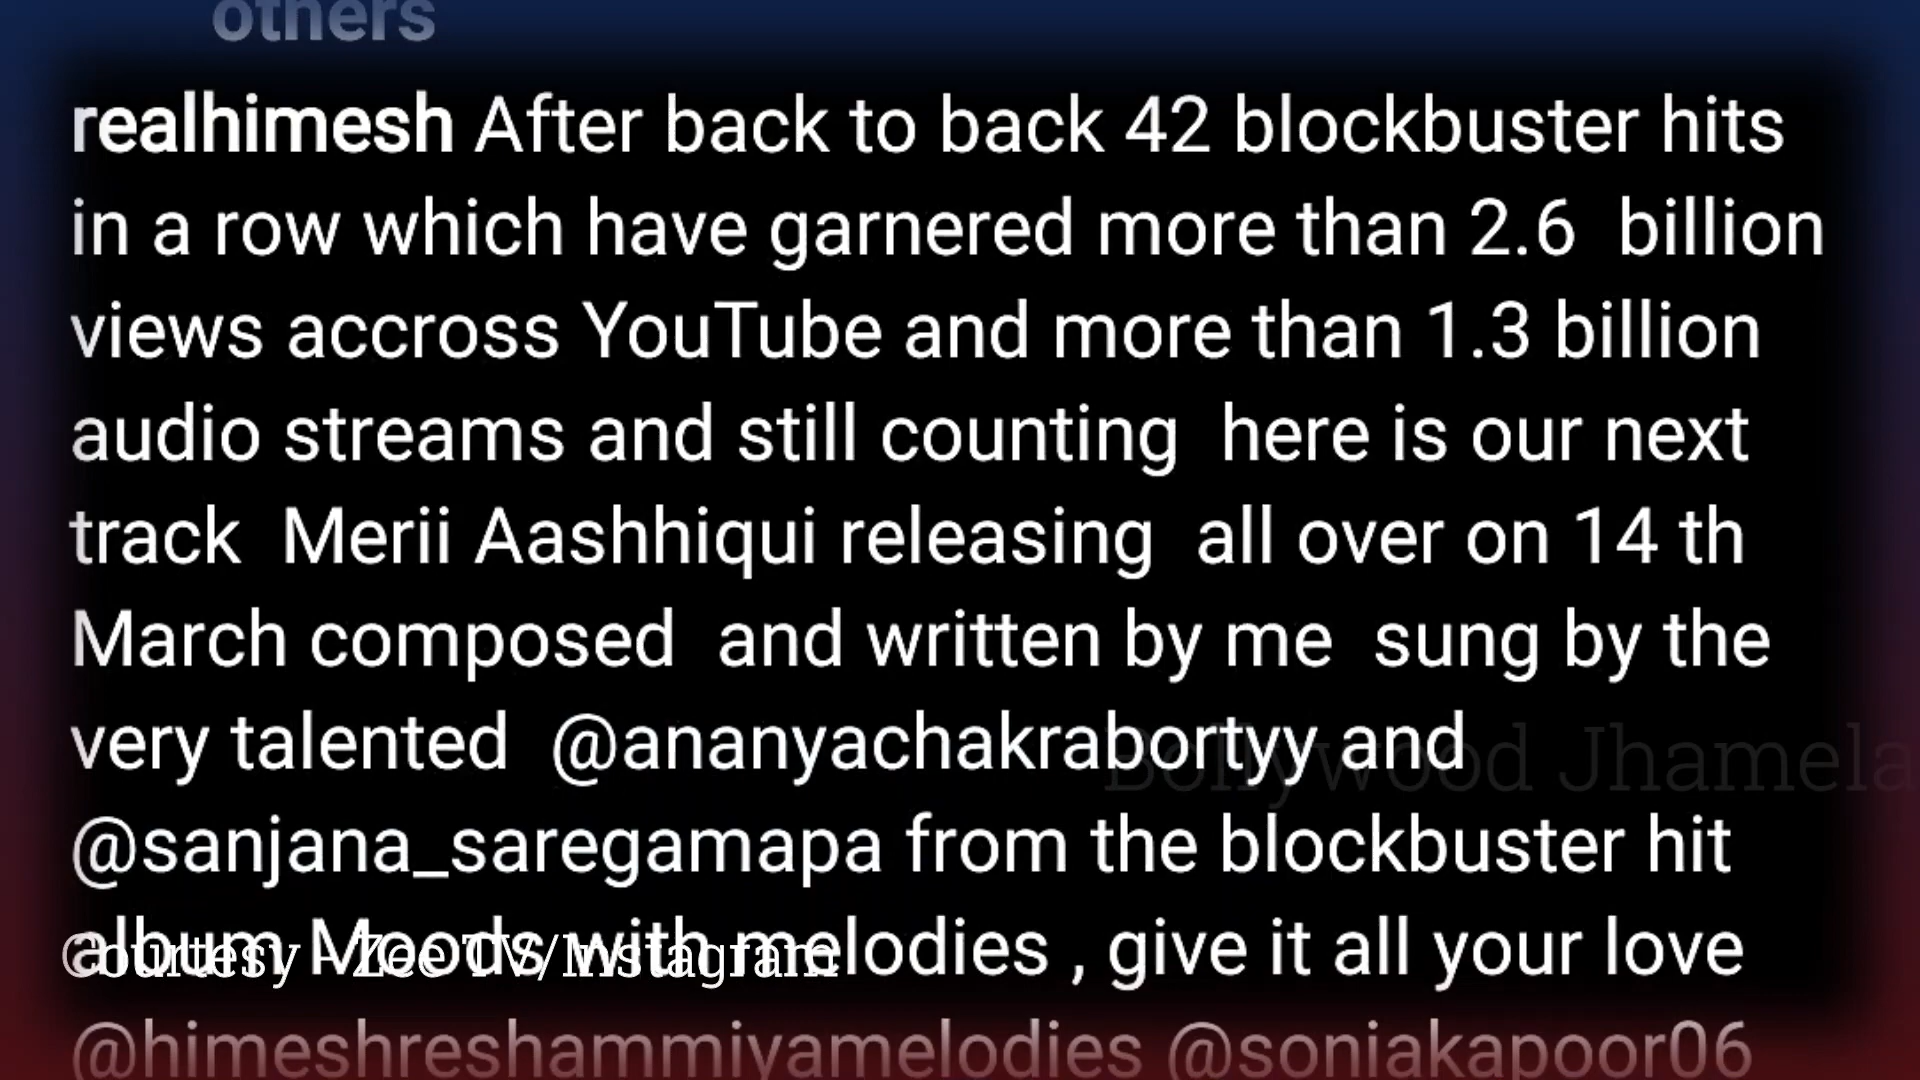 others
realhimesh After back to back 42 blockbuster hits
in a row which have garnered more than 2.6 billion
views accross YouTube and more than 1.3 billion
audio streams and still counting here is our next
track Merii Aashhiqui releasing all over on 14 th
March composed and written by me sung by the
very talented @ananyachakrabortyy and
Bollywood Jhamela
@sanjana_saregamapa from the blockbuster hit
album Moods with melodies , give it all your love
Courtesy - Zee TV/Instagram
@himeshreshammiyamelodies @soniakapoor06